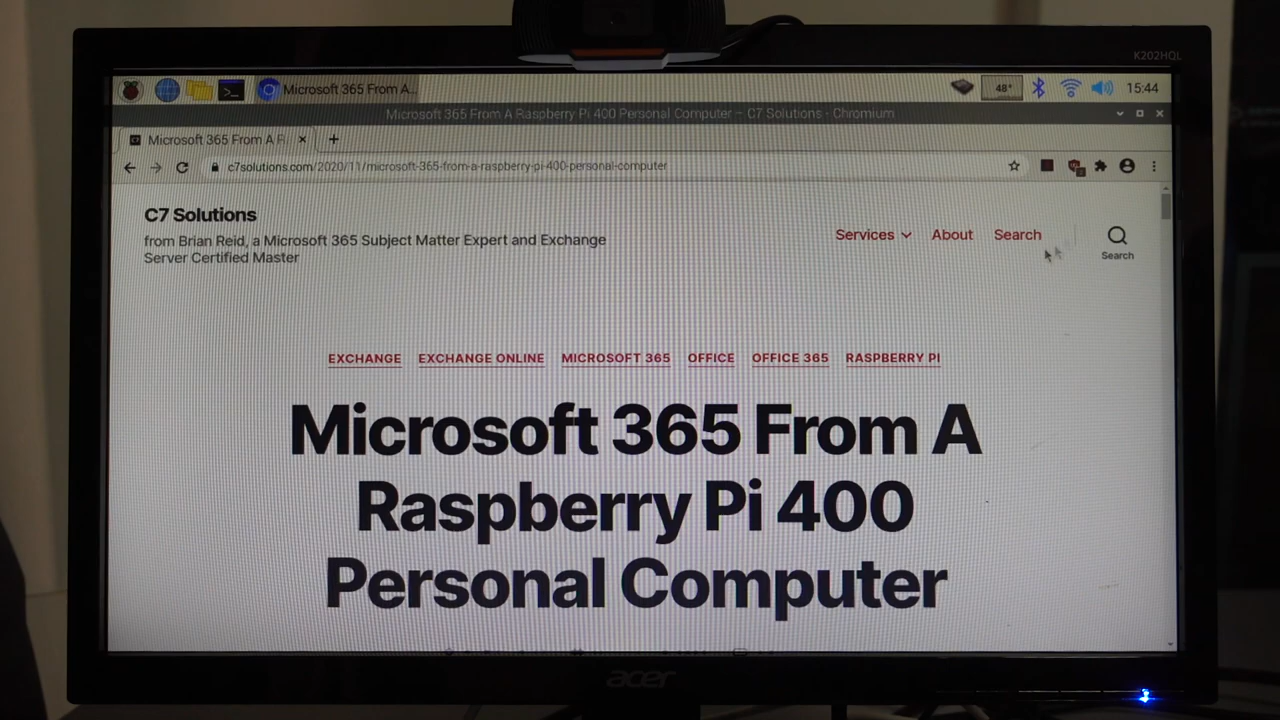 K202HQL
Microsoft 365 From A...
48°
15:44
Microsoft 365 From A Raspberry Pi 400 Personal Computer – C7 Solutions - Chromium
Microsoft 365 From A R
c7solutions.com/2020/11/microsoft-365-from-a-raspberry-pi-400-personal-computer
C7 Solutions
from Brian Reid, a Microsoft 365 Subject Matter Expert and Exchange
Server Certified Master
Services
About
Search
Search
EXCHANGE EXCHANGE ONLINE MICROSOFT 365 OFFICE OFFICE 365 RASPBERRY PI
Microsoft 365 From A
Raspberry Pi 400
Personal Computer
acer